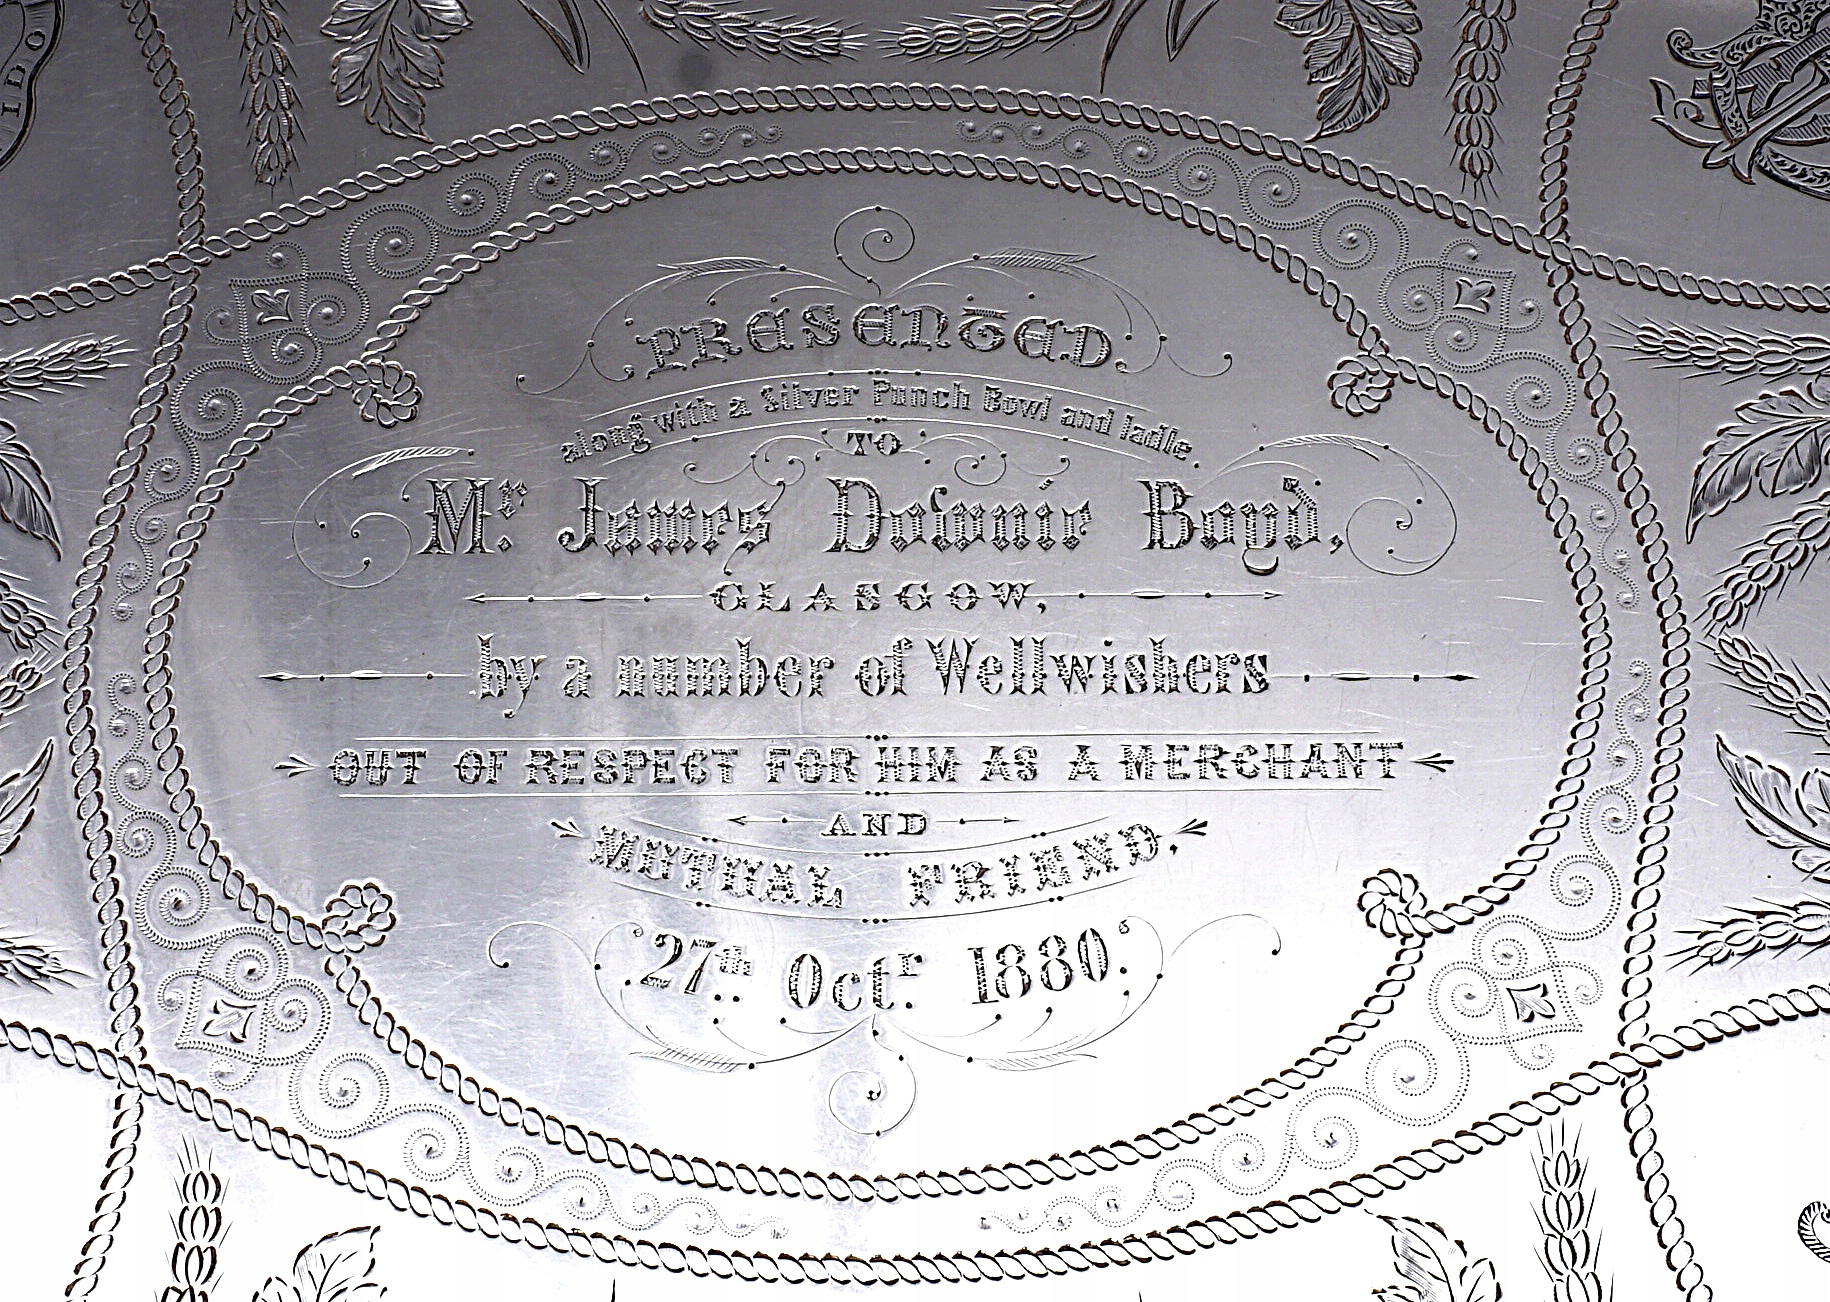 IDO
PRESENTED.
along with a Silver Punch Bowl and ladle.
TO
Mr. James Downie Boyd,
GLASGOW,
by a number of Wellwishers
OUT OF RESPECT FOR HIM AS A MERCHANT
AND
MUTUAL FRIEND.
27th Octr. 1880.